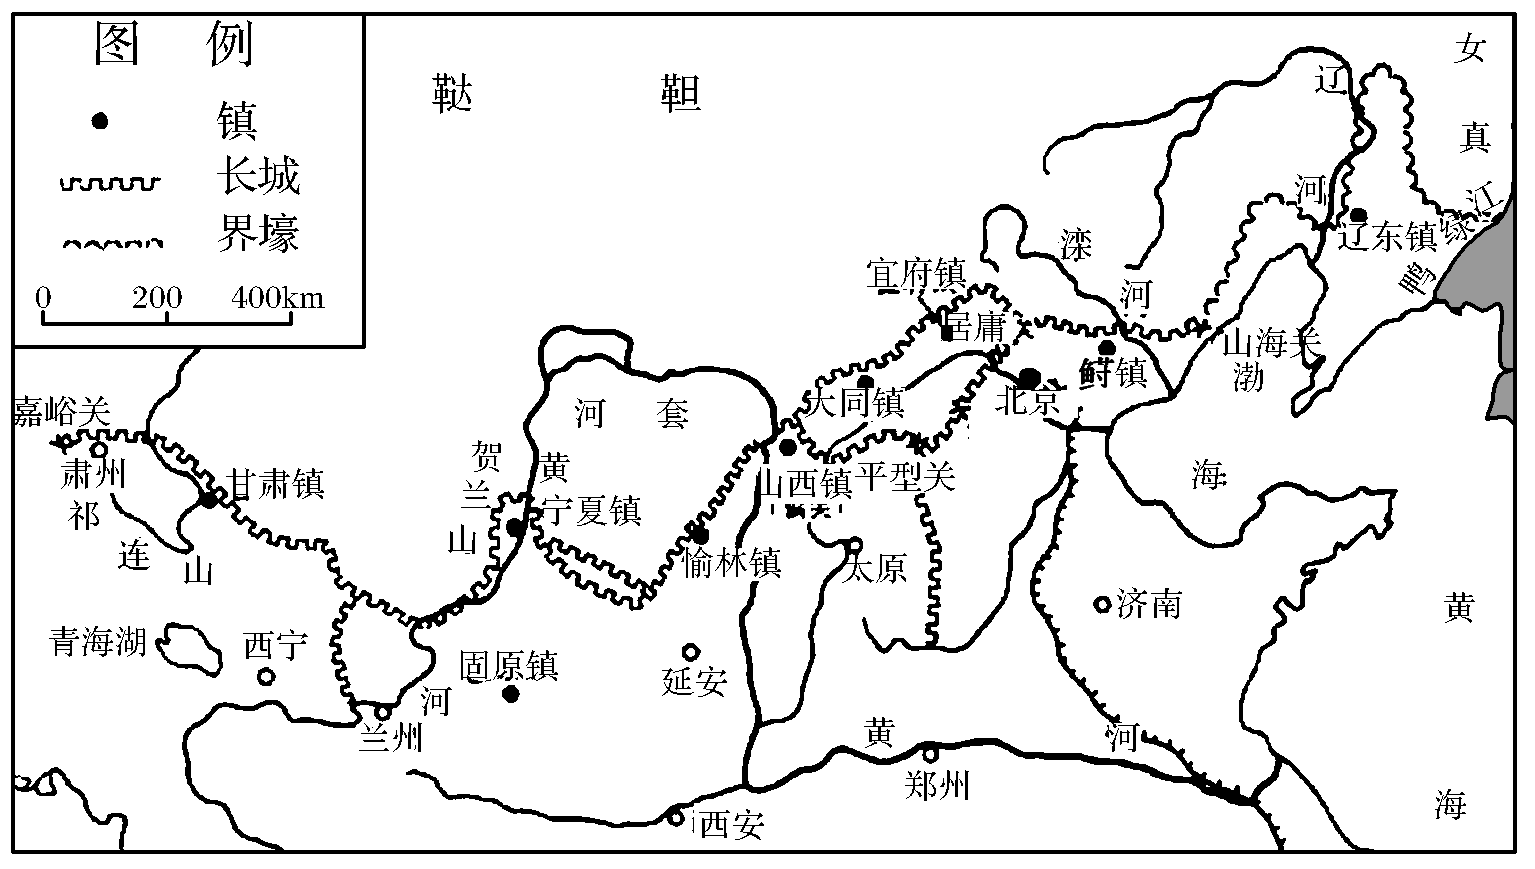 图 例
镇
长城
界壕
0 200 400km
鞑 靼
女真
辽河
鸭绿江
辽东镇
滦河
宜府镇
居庸
山海关
渤海
北京
镇
大同镇
河套
嘉峪关
肃州
甘肃镇
祁连山
贺兰山
黄河
宁夏镇
山西镇
平型关
愉林镇
太原
济南
黄海
青海湖
西宁
固原镇
延安
兰州
黄河
郑州
西安